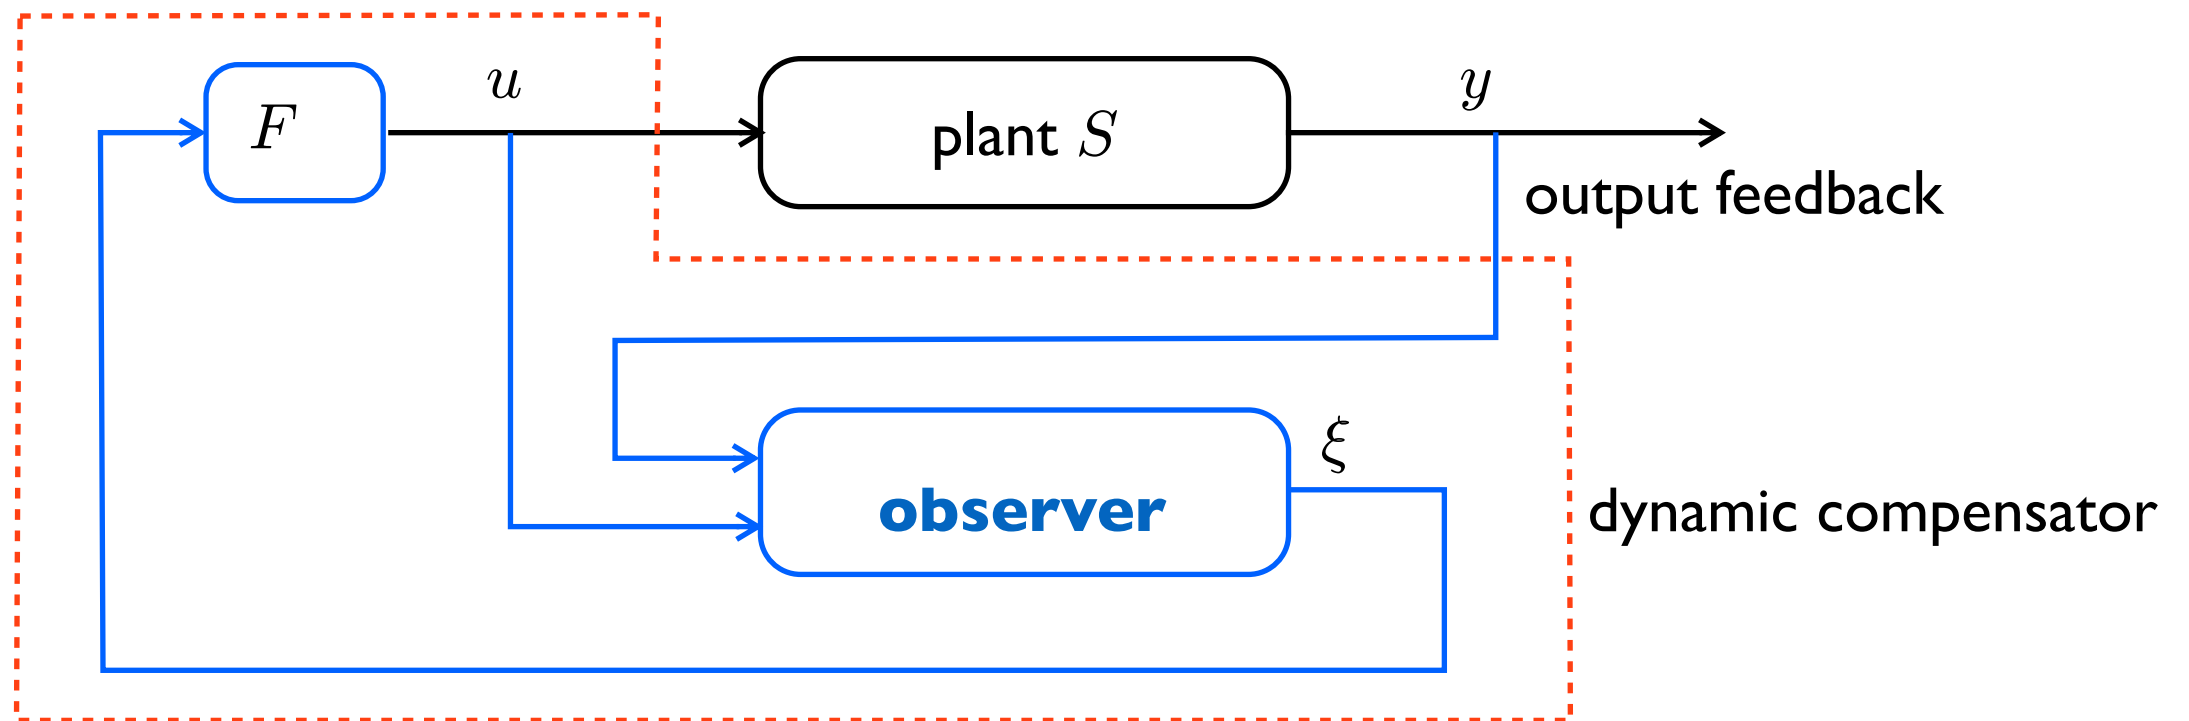 F
u
plant S
y
output feedback
observer
ξ
dynamic compensator